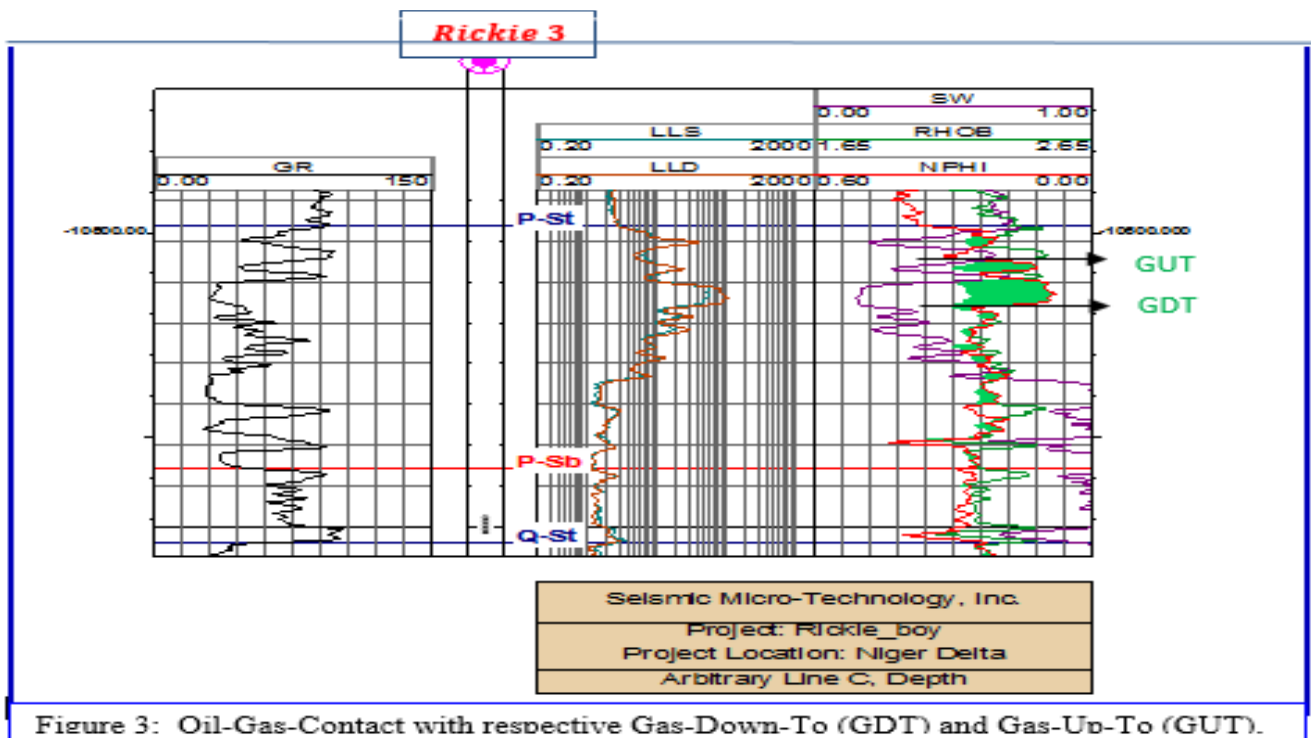 Rickie 3
SW
0.00 1.00
LLS RHOB
0.20 2000 1.65 2.65
GR LLD NPHI
0.00 150 0.20 2000 0.60 0.00
P-St
-10600.000
GUT
GDT
P-Sb
Q-St
Seismic Micro-Technology, Inc.
Project: Rickie_boy
Project Location: Niger Delta
Arbitrary Line C, Depth
Figure 3: Oil-Gas-Contact with respective Gas-Down-To (GDT) and Gas-Up-To (GUT).